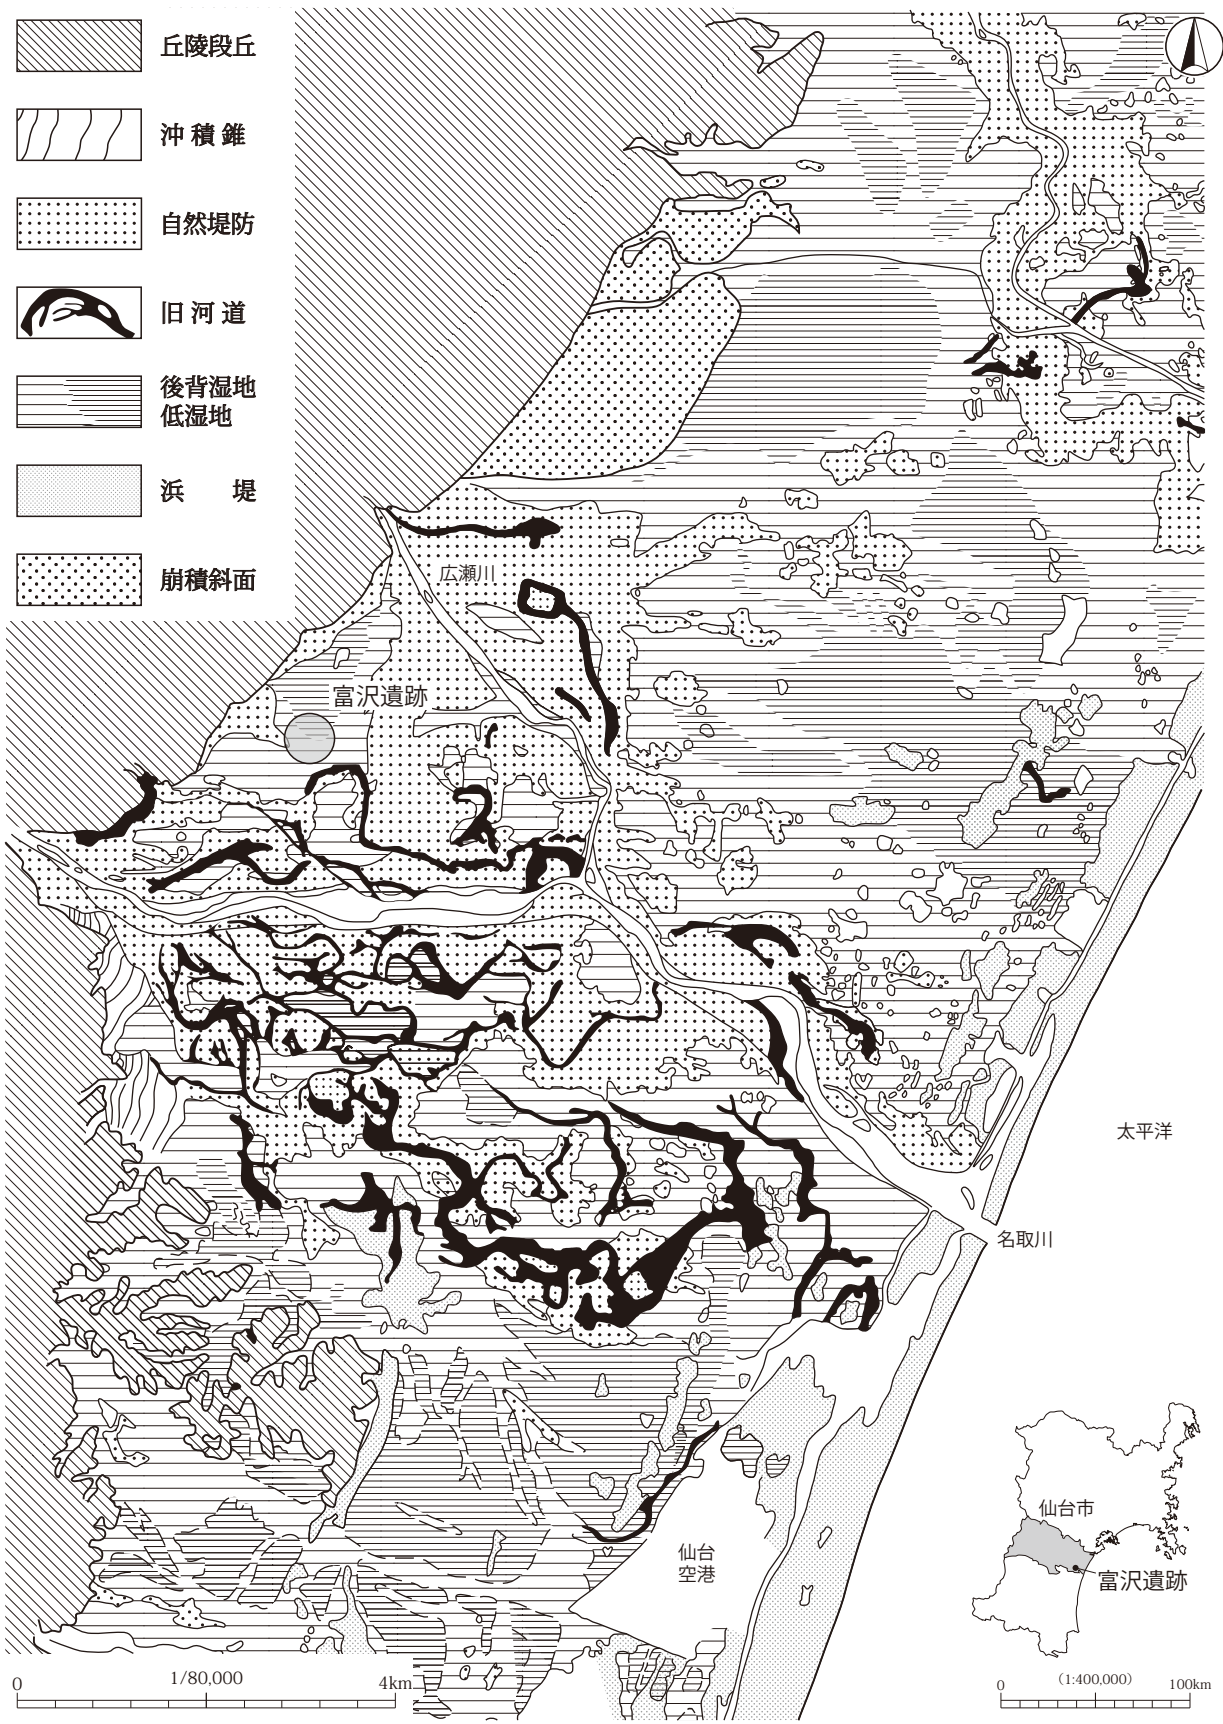 丘陵段丘
沖積錐
自然堤防
旧河道
後背湿地
低湿地
浜　　堤
崩積斜面
広瀬川
富沢遺跡
太平洋
名取川
仙台市
仙台
空港
富沢遺跡
0 1/80,000 4km
0 (1:400,000) 100km